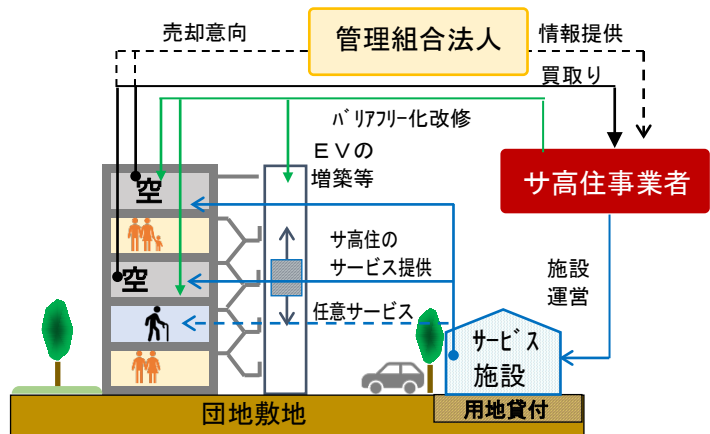 売却意向
管理組合法人
情報提供
買取り
ﾊﾞﾘｱﾌﾘｰ化改修
ＥＶの
増築等
空
サ高住事業者
サ高住の
サービス提供
空
施設
運営
任意サービス
ｻｰﾋﾞｽ
施設
団地敷地
用地貸付